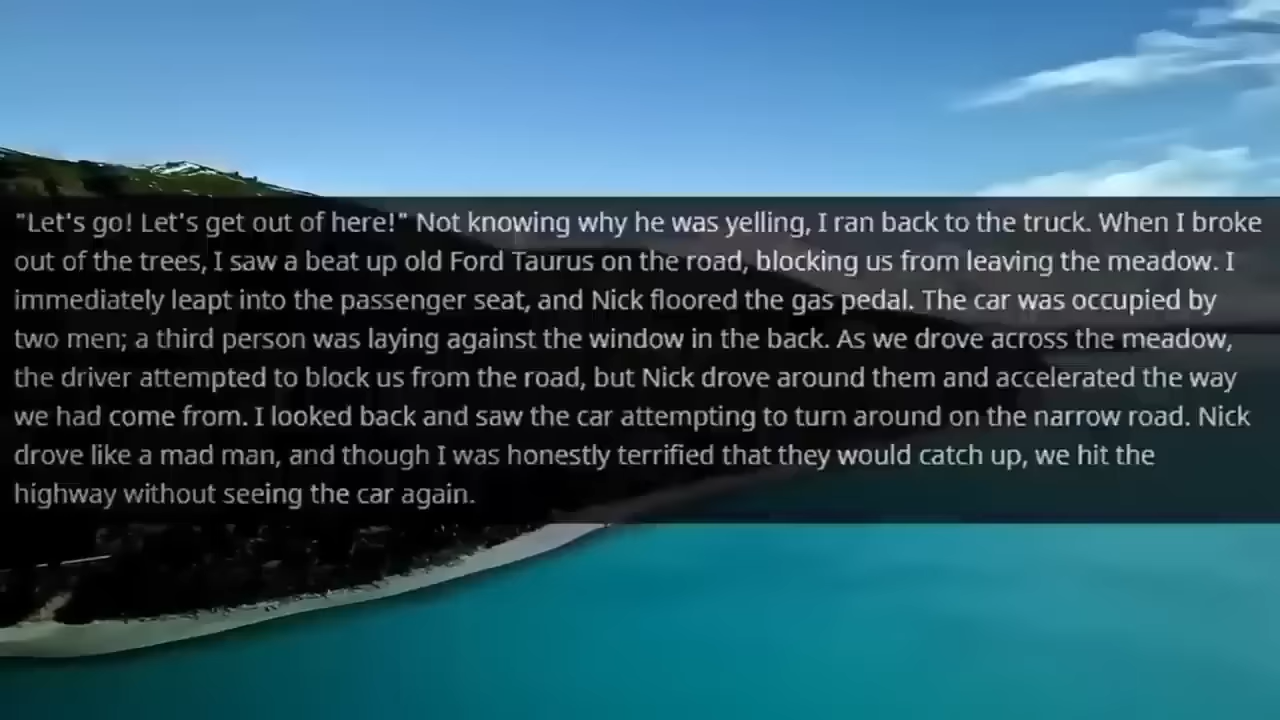 "Let's go! Let's get out of here!" Not knowing why he was yelling, I ran back to the truck. When I broke
out of the trees, I saw a beat up old Ford Taurus on the road, blocking us from leaving the meadow. I
immediately leapt into the passenger seat, and Nick floored the gas pedal. The car was occupied by
two men; a third person was laying against the window in the back. As we drove across the meadow,
the driver attempted to block us from the road, but Nick drove around them and accelerated the way
we had come from. I looked back and saw the car attempting to turn around on the narrow road. Nick
drove like a mad man, and though I was honestly terrified that they would catch up, we hit the
highway without seeing the car again.